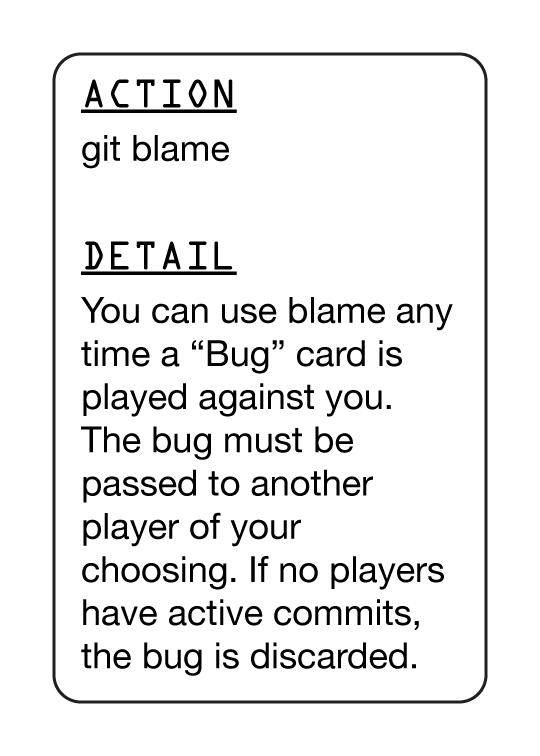 ACTION
git blame
DETAIL
You can use blame any
time a “Bug” card is
played against you.
The bug must be
passed to another
player of your
choosing. If no players
have active commits,
the bug is discarded.